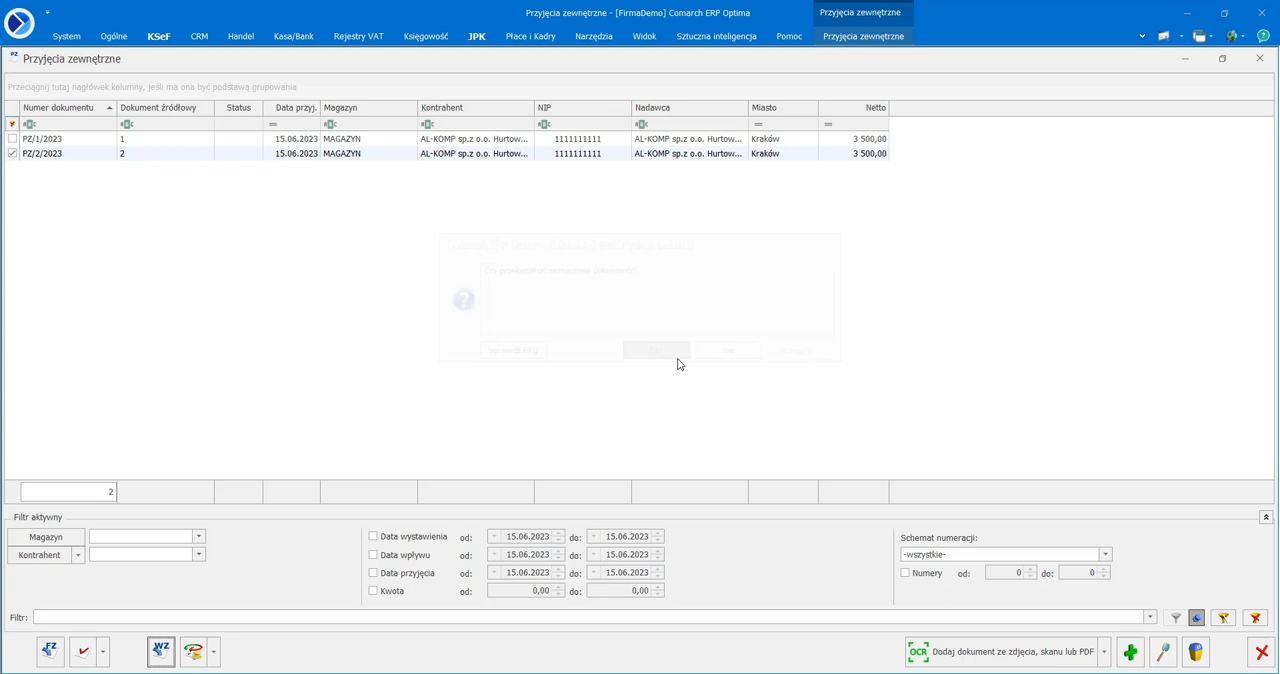 Przyjęcia zewnętrzne - [FirmaDemo] Comarch ERP Optima
Przyjęcia zewnętrzne
System Ogólne KSeF CRM Handel Kasa/Bank Rejestry VAT Księgowość JPK Płace i Kadry Narzędzia Widok Sztuczna inteligencja Pomoc Przyjęcia zewnętrzne
PZ Przyjęcia zewnętrzne
Przeciągnij tutaj nagłówek kolumny, jeśli ma ona być podstawą grupowania
Numer dokumentu Dokument źródłowy Status Data przyj. Magazyn Kontrahent NIP Nadawca Miasto Netto
PZ/1/2023 1 15.06.2023 MAGAZYN AL-KOMP sp.z o.o. Hurtow... 1111111111 AL-KOMP sp.z o.o. Hurtow... Kraków 3 500,00
PZ/2/2023 2 15.06.2023 MAGAZYN AL-KOMP sp.z o.o. Hurtow... 1111111111 AL-KOMP sp.z o.o. Hurtow... Kraków 3 500,00
2
Filtr aktywny
Magazyn
Kontrahent
Data wystawienia od: 15.06.2023 do: 15.06.2023
Data wpływu od: 15.06.2023 do: 15.06.2023
Data przyjęcia od: 15.06.2023 do: 15.06.2023
Kwota od: 0,00 do: 0,00
Schemat numeracji:
-wszystkie-
Numery od: 0 do: 0
Filtr:
FZ WZ OCR Dodaj dokument ze zdjęcia, skanu lub PDF